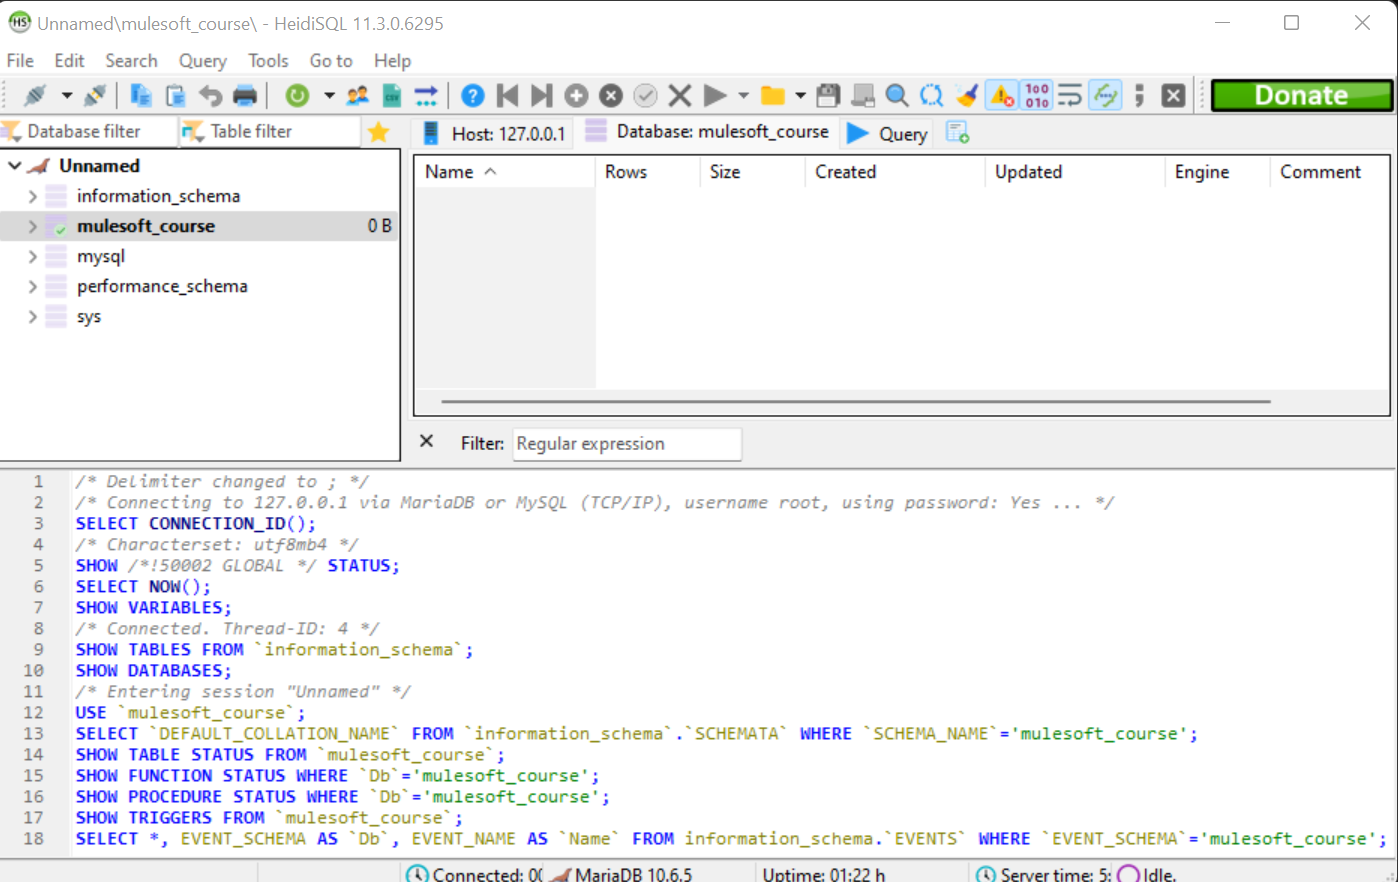 Unnamed\mulesoft_course\ - HeidiSQL 11.3.0.6295
File Edit Search Query Tools Go to Help
Donate
Database filter Table filter
Host: 127.0.0.1 Database: mulesoft_course Query
Unnamed
information_schema
mulesoft_course 0 B
mysql
performance_schema
sys
Name Rows Size Created Updated Engine Comment
Filter: Regular expression
1 /* Delimiter changed to ; */
2 /* Connecting to 127.0.0.1 via MariaDB or MySQL (TCP/IP), username root, using password: Yes ... */
3 SELECT CONNECTION_ID();
4 /* Characterset: utf8mb4 */
5 SHOW /*!50002 GLOBAL */ STATUS;
6 SELECT NOW();
7 SHOW VARIABLES;
8 /* Connected. Thread-ID: 4 */
9 SHOW TABLES FROM `information_schema`;
10 SHOW DATABASES;
11 /* Entering session "Unnamed" */
12 USE `mulesoft_course`;
13 SELECT `DEFAULT_COLLATION_NAME` FROM `information_schema`.`SCHEMATA` WHERE `SCHEMA_NAME`='mulesoft_course';
14 SHOW TABLE STATUS FROM `mulesoft_course`;
15 SHOW FUNCTION STATUS WHERE `Db`='mulesoft_course';
16 SHOW PROCEDURE STATUS WHERE `Db`='mulesoft_course';
17 SHOW TRIGGERS FROM `mulesoft_course`;
18 SELECT *, EVENT_SCHEMA AS `Db`, EVENT_NAME AS `Name` FROM information_schema.`EVENTS` WHERE `EVENT_SCHEMA`='mulesoft_course';
Connected: 00 MariaDB 10.6.5 Uptime: 01:22 h Server time: 5: Idle.